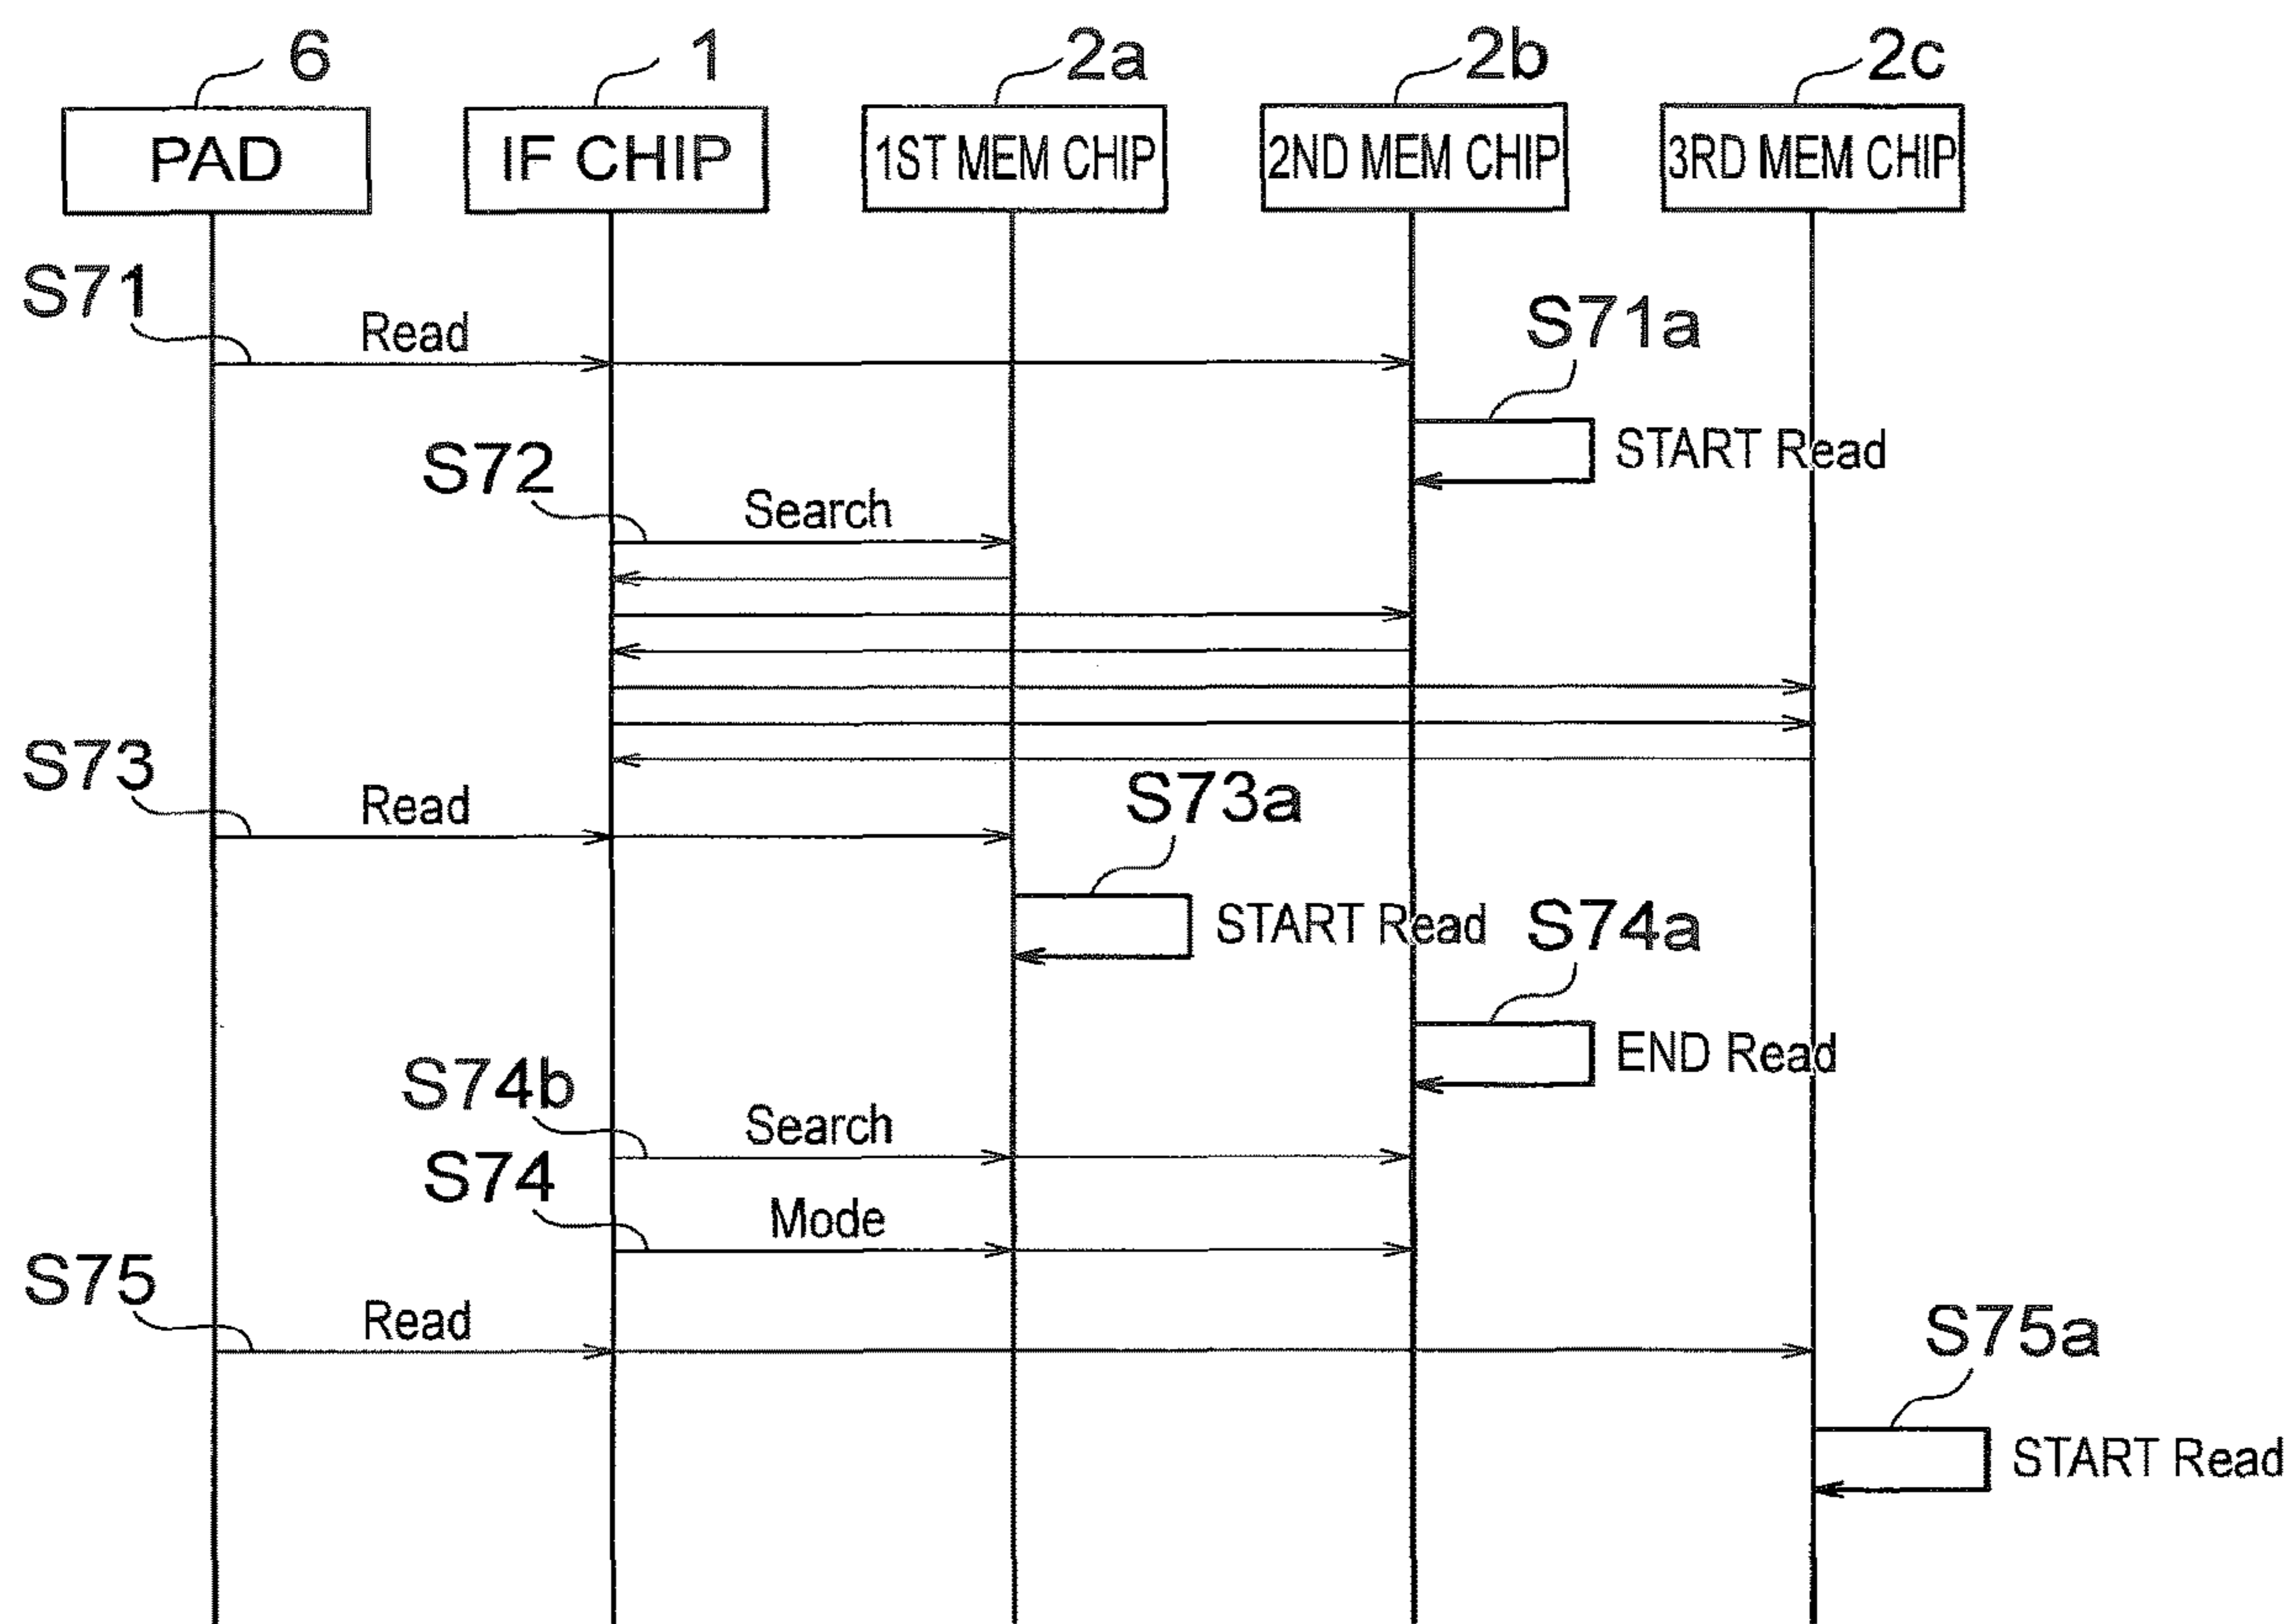 6
1
2a
2b
2c
PAD
IF CHIP
1ST MEM CHIP
2ND MEM CHIP
3RD MEM CHIP
S71
Read
S71a
START Read
S72
Search
S73
Read
S73a
START Read
S74a
END Read
S74b
Search
S74
Mode
S75
Read
S75a
START Read